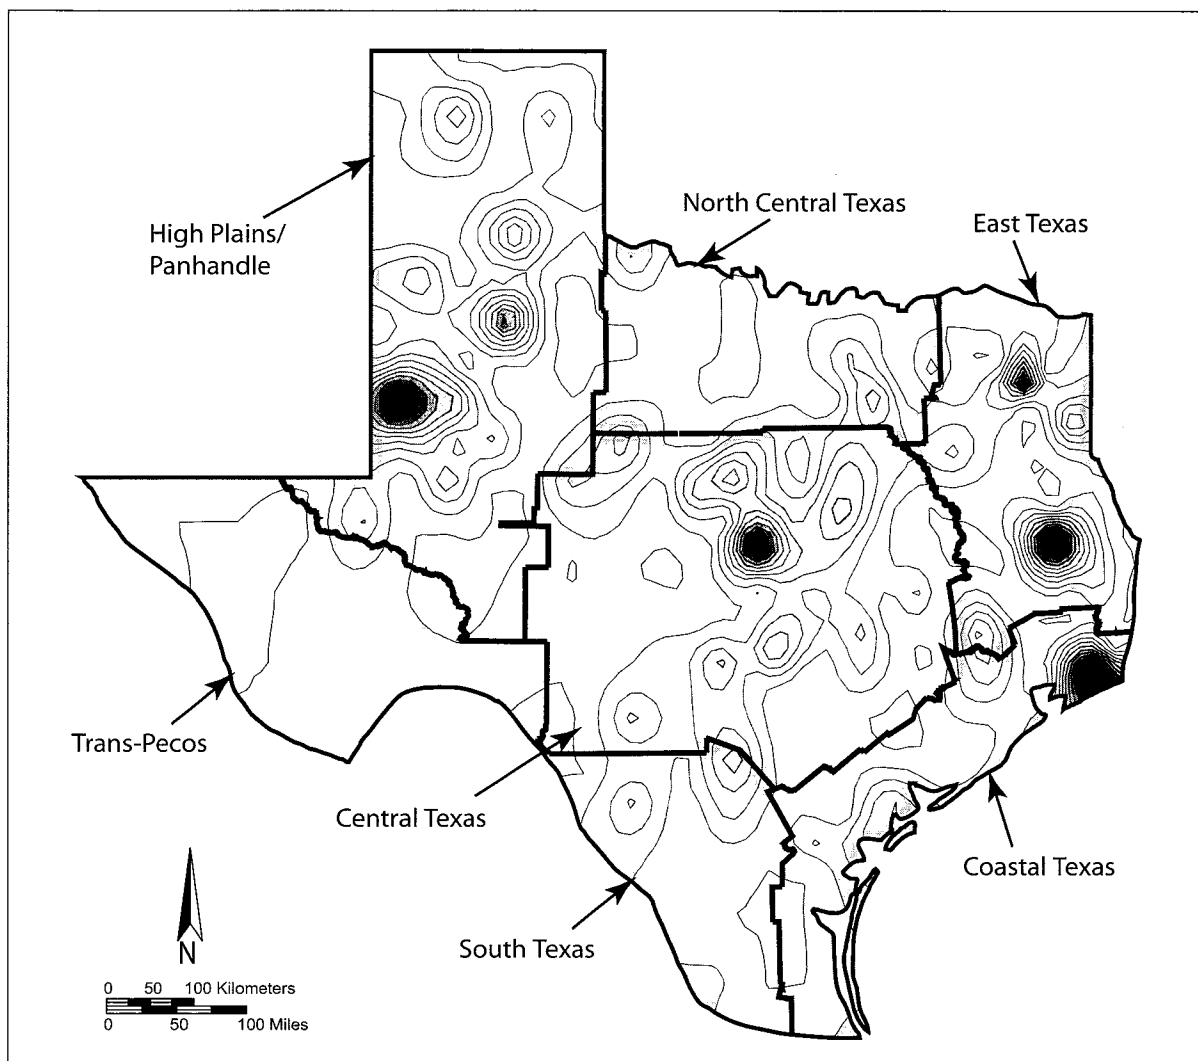 North Central Texas
East Texas
High Plains/
Panhandle
Trans-Pecos
Central Texas
Coastal Texas
South Texas
N
0 50 100 Kilometers
0 50 100 Miles